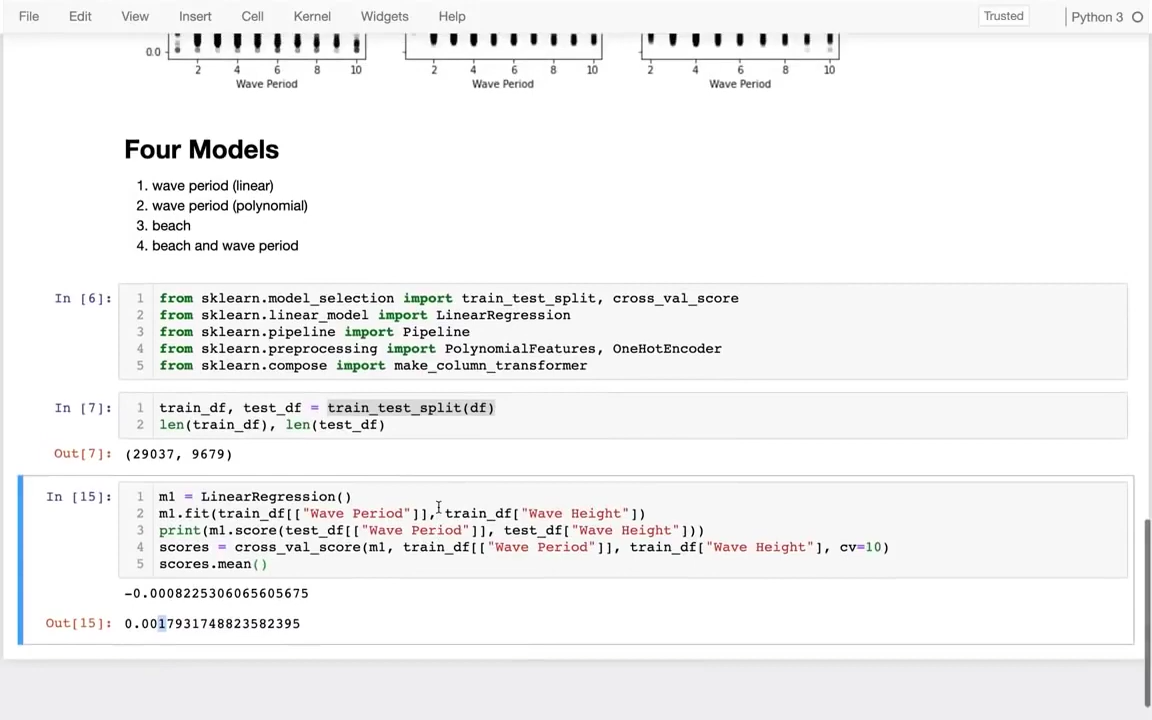 File Edit View Insert Cell Kernel Widgets Help Trusted Python 3
0.0
2 4 6 8 10 2 4 6 8 10 2 4 6 8 10
Wave Period Wave Period Wave Period
Four Models
1. wave period (linear)
2. wave period (polynomial)
3. beach
4. beach and wave period
In [6]:
1 from sklearn.model_selection import train_test_split, cross_val_score
2 from sklearn.linear_model import LinearRegression
3 from sklearn.pipeline import Pipeline
4 from sklearn.preprocessing import PolynomialFeatures, OneHotEncoder
5 from sklearn.compose import make_column_transformer
In [7]:
1 train_df, test_df = train_test_split(df)
2 len(train_df), len(test_df)
Out[7]: (29037, 9679)
In [15]:
1 m1 = LinearRegression()
2 m1.fit(train_df[["Wave Period"]], train_df["Wave Height"])
3 print(m1.score(test_df[["Wave Period"]], test_df["Wave Height"]))
4 scores = cross_val_score(m1, train_df[["Wave Period"]], train_df["Wave Height"], cv=10)
5 scores.mean()
-0.0008225306065605675
Out[15]: 0.0017931748823582395